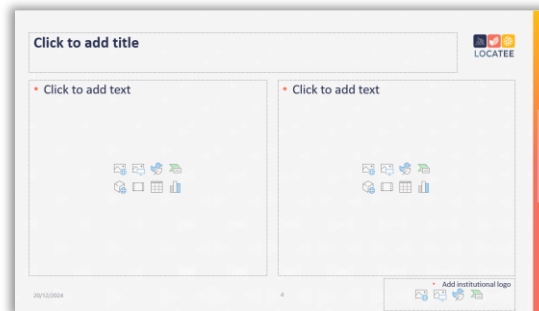 Click to add title
LOCATEE
Click to add text
Click to add text
20/12/2024
4
Add institutional logo